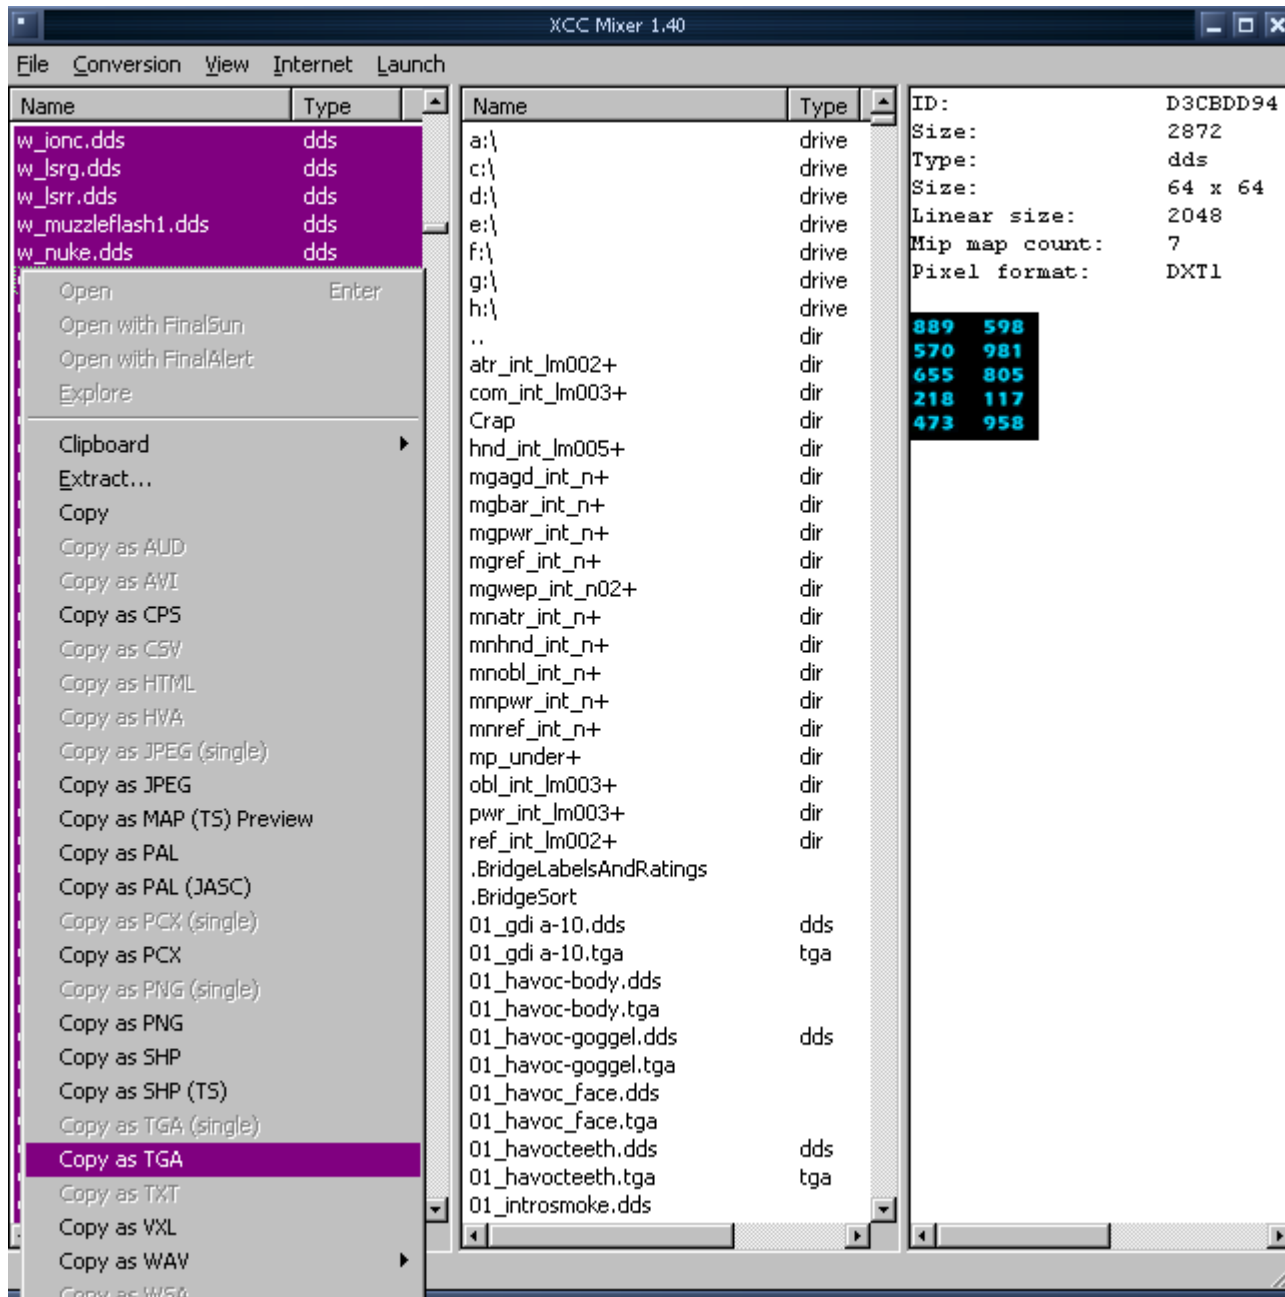 XCC Mixer 1.40
File Conversion View Internet Launch
Name Type
w_ionc.dds dds
w_lsrg.dds dds
w_lsrr.dds dds
w_muzzleflash1.dds dds
w_nuke.dds dds
Open Enter
Open with FinalSun
Open with FinalAlert
Explore
Clipboard
Extract...
Copy
Copy as AUD
Copy as AVI
Copy as CPS
Copy as CSV
Copy as HTML
Copy as HVA
Copy as JPEG (single)
Copy as JPEG
Copy as MAP (TS) Preview
Copy as PAL
Copy as PAL (JASC)
Copy as PCX (single)
Copy as PCX
Copy as PNG (single)
Copy as PNG
Copy as SHP
Copy as SHP (TS)
Copy as TGA (single)
Copy as TGA
Copy as TXT
Copy as VXL
Copy as WAV
Copy as WSA
Name Type
a:\ drive
c:\ drive
d:\ drive
e:\ drive
f:\ drive
g:\ drive
h:\ drive
.. dir
atr_int_lm002+ dir
com_int_lm003+ dir
Crap dir
hnd_int_lm005+ dir
mgagd_int_n+ dir
mgbar_int_n+ dir
mgpwr_int_n+ dir
mgref_int_n+ dir
mgwep_int_n02+ dir
mnatr_int_n+ dir
mnhnd_int_n+ dir
mnobl_int_n+ dir
mnpwr_int_n+ dir
mnref_int_n+ dir
mp_under+ dir
obl_int_lm003+ dir
pwr_int_lm003+ dir
ref_int_lm002+ dir
.BridgeLabelsAndRatings
.BridgeSort
01_gdi a-10.dds dds
01_gdi a-10.tga tga
01_havoc-body.dds
01_havoc-body.tga
01_havoc-goggel.dds dds
01_havoc-goggel.tga
01_havoc_face.dds
01_havoc_face.tga
01_havocteeth.dds dds
01_havocteeth.tga tga
01_introsmoke.dds
ID: D3CBDD94
Size: 2872
Type: dds
Size: 64 x 64
Linear size: 2048
Mip map count: 7
Pixel format: DXT1
889 598
570 981
655 805
218 117
473 958